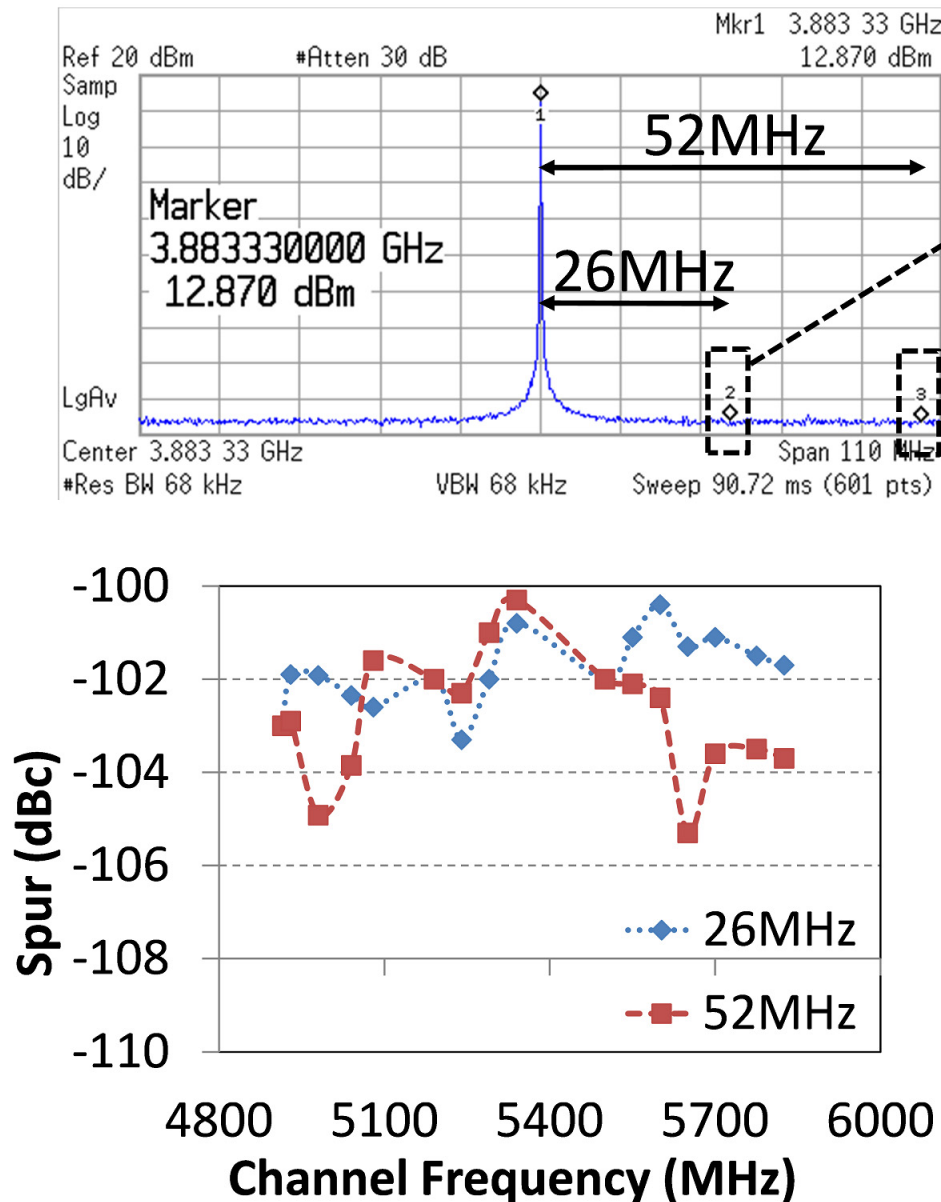 Mkr1 3.883 33 GHz
Ref 20 dBm #Atten 30 dB 12.870 dBm
Samp
Log
10
dB/
1
52MHz
Marker
3.883330000 GHz
12.870 dBm
26MHz
2
3
LgAv
Center 3.883 33 GHz Span 110 MHz
#Res BW 68 kHz VBW 68 kHz Sweep 90.72 ms (601 pts)
-100
-102
-104
-106
-108
-110
Spur (dBc)
26MHz
52MHz
4800 5100 5400 5700 6000
Channel Frequency (MHz)